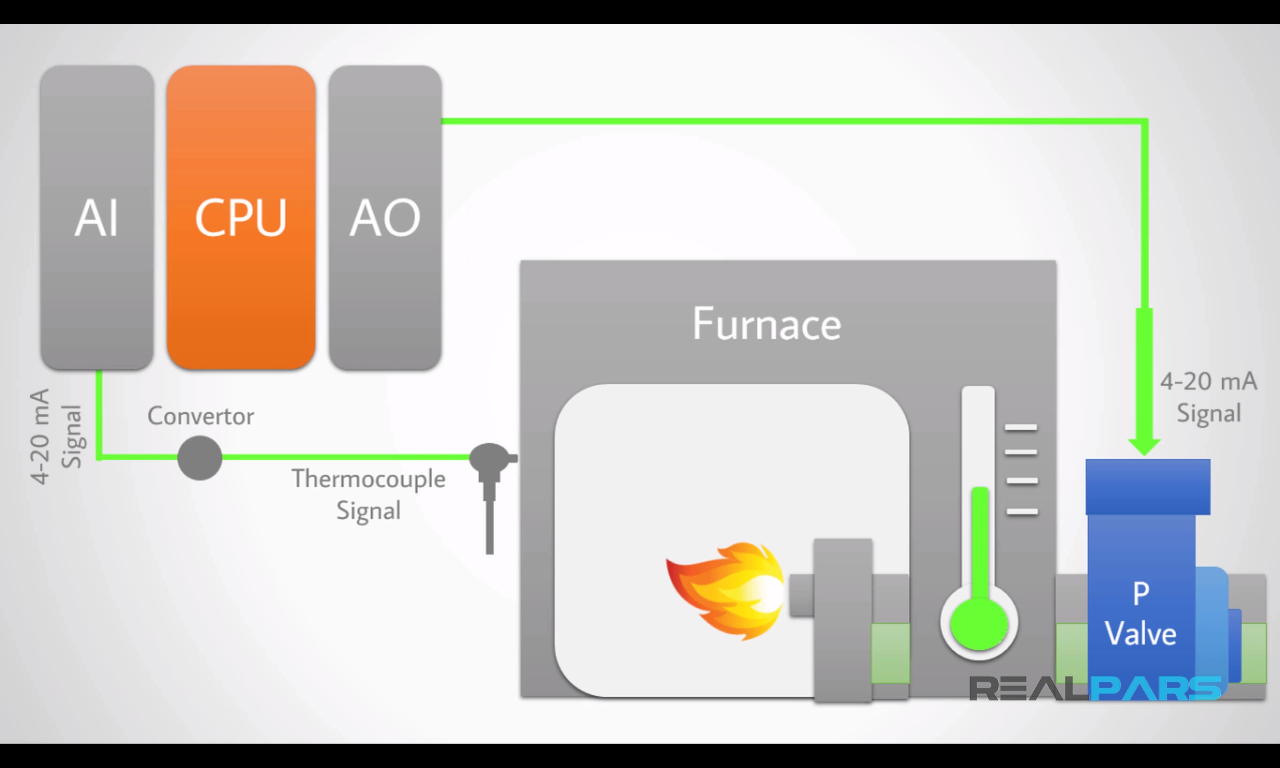 AI
CPU
AO
Furnace
4-20 mA
Signal
Convertor
Thermocouple
Signal
4-20 mA
Signal
P
Valve
REALPARS